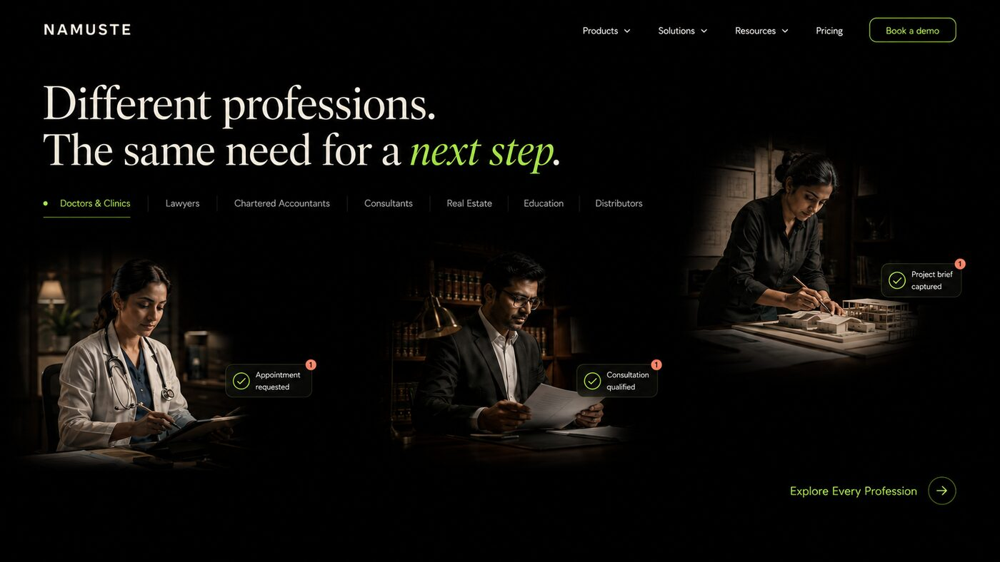 NAMUSTE
Products
Solutions
Resources
Pricing
Book a demo
Different professions.
The same need for a next step.
Doctors & Clinics
Lawyers
Chartered Accountants
Consultants
Real Estate
Education
Distributors
1
Project brief
captured
1
Appointment
requested
1
Consultation
qualified
Explore Every Profession